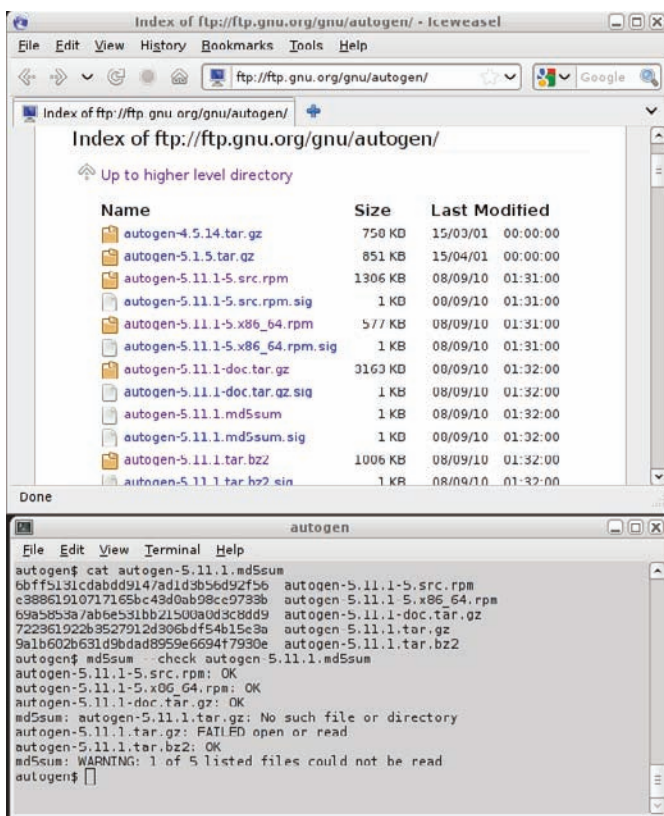 Index of ftp://ftp.gnu.org/gnu/autogen/ - Iceweasel
File Edit View History Bookmarks Tools Help
ftp://ftp.gnu.org/gnu/autogen/ Google
Index of ftp://ftp.gnu.org/gnu/autogen/
Index of ftp://ftp.gnu.org/gnu/autogen/
Up to higher level directory
Name Size Last Modified
autogen-4.5.14.tar.gz 758 KB 15/03/01 00:00:00
autogen-5.1.5.tar.gz 851 KB 15/04/01 00:00:00
autogen-5.11.1-5.src.rpm 1306 KB 08/09/10 01:31:00
autogen-5.11.1-5.src.rpm.sig 1 KB 08/09/10 01:31:00
autogen-5.11.1-5.x86_64.rpm 577 KB 08/09/10 01:31:00
autogen-5.11.1-5.x86_64.rpm.sig 1 KB 08/09/10 01:31:00
autogen-5.11.1-doc.tar.gz 3163 KB 08/09/10 01:32:00
autogen-5.11.1-doc.tar.gz.sig 1 KB 08/09/10 01:32:00
autogen-5.11.1.md5sum 1 KB 08/09/10 01:32:00
autogen-5.11.1.md5sum.sig 1 KB 08/09/10 01:32:00
autogen-5.11.1.tar.bz2 1006 KB 08/09/10 01:32:00
autogen-5.11.1.tar.bz2.sig 1 KB 08/09/10 01:32:00
Done
autogen
File Edit View Terminal Help
autogen$ cat autogen-5.11.1.md5sum
autogen-5.11.1-5.src.rpm
autogen-5.11.1-5.x86_64.rpm
autogen-5.11.1-doc.tar.gz
autogen-5.11.1.tar.gz
autogen-5.11.1.tar.bz2
autogen$ md5sum --check autogen-5.11.1.md5sum
autogen-5.11.1-5.src.rpm: OK
autogen-5.11.1-5.x86_64.rpm: OK
autogen-5.11.1-doc.tar.gz: OK
md5sum: autogen-5.11.1.tar.gz: No such file or directory
autogen-5.11.1.tar.gz: FAILED open or read
autogen-5.11.1.tar.bz2: OK
md5sum: WARNING: 1 of 5 listed files could not be read
autogen$